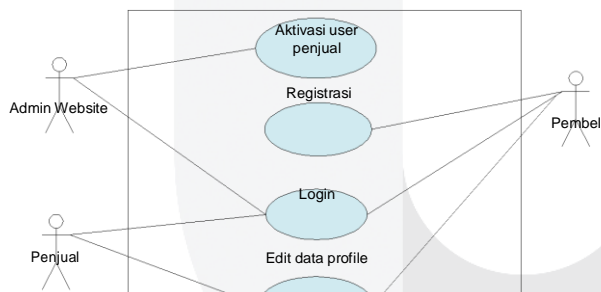 Aktivasi user
penjual
Registrasi
Admin Website
Pembel
Login
Penjual
Edit data profile